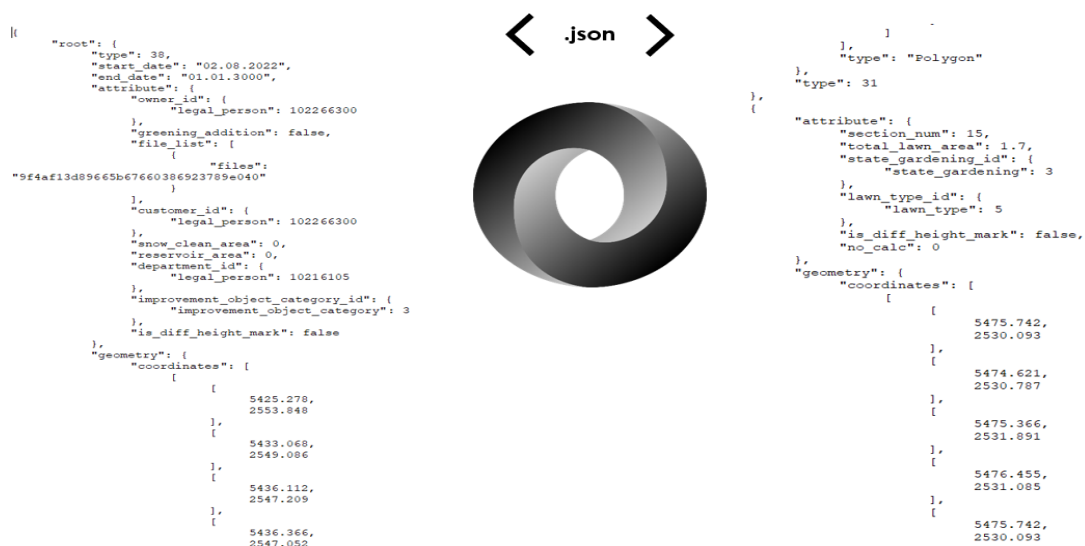 {
"root": {
"type": 38,
"start_date": "02.08.2022",
"end_date": "01.01.3000",
"attribute": {
"owner_id": {
"legal_person": 102266300
},
"greening_addition": false,
"file_list": [
{
"files":
"9f4af13d89665b67660386923789e040"
}
],
"customer_id": {
"legal_person": 102266300
},
"snow_clean_area": 0,
"reservoir_area": 0,
"department_id": {
"legal_person": 10216105
},
"improvement_object_category_id": {
"improvement_object_category": 3
},
"is_diff_height_mark": false
},
"geometry": {
"coordinates": [
[
[
5425.278,
2553.848
],
[
5433.068,
2549.086
],
[
5436.112,
2547.209
],
[
5436.366,
2547.052
< .json >
]
],
"type": "Polygon"
},
"type": 31
},
{
"attribute": {
"section_num": 15,
"total_lawn_area": 1.7,
"state_gardening_id": {
"state_gardening": 3
},
"lawn_type_id": {
"lawn_type": 5
},
"is_diff_height_mark": false,
"no_calc": 0
},
"geometry": {
"coordinates": [
[
[
5475.742,
2530.093
],
[
5474.621,
2530.787
],
[
5475.366,
2531.891
],
[
5476.455,
2531.085
],
[
5475.742,
2530.093